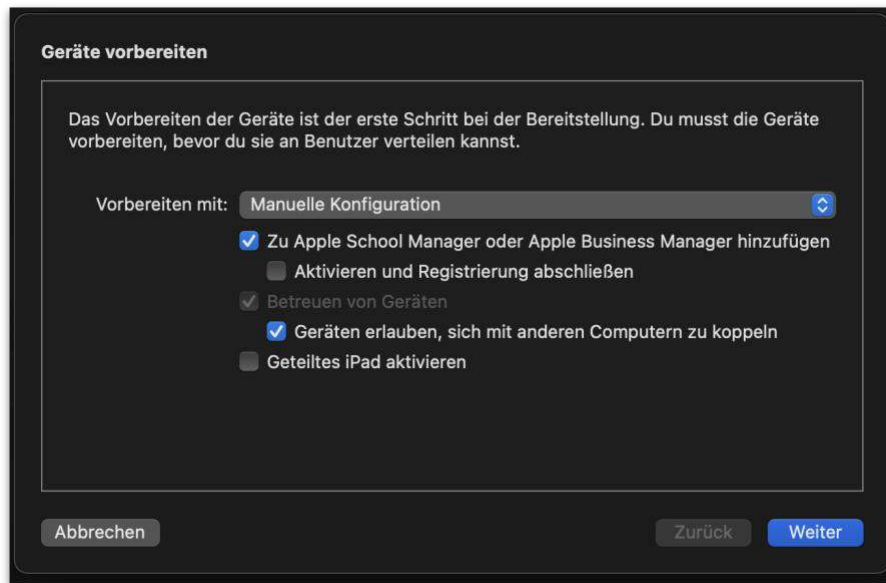 Geräte vorbereiten
Das Vorbereiten der Geräte ist der erste Schritt bei der Bereitstellung. Du musst die Geräte
vorbereiten, bevor du sie an Benutzer verteilen kannst.
Vorbereiten mit: Manuelle Konfiguration
Zu Apple School Manager oder Apple Business Manager hinzufügen
Aktivieren und Registrierung abschließen
Betreuen von Geräten
Geräten erlauben, sich mit anderen Computern zu koppeln
Geteiltes iPad aktivieren
Abbrechen Zurück Weiter